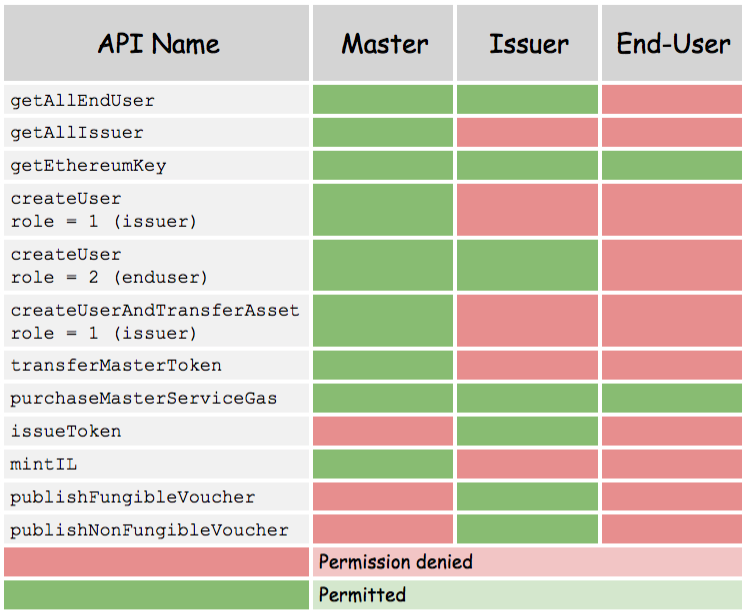 API Name Master Issuer End-User
getAllEndUser
getAllIssuer
getEthereumKey
createUser
role = 1 (issuer)
createUser
role = 2 (enduser)
createUserAndTransferAsset
role = 1 (issuer)
transferMasterToken
purchaseMasterServiceGas
issueToken
mintIL
publishFungibleVoucher
publishNonFungibleVoucher
Permission denied
Permitted